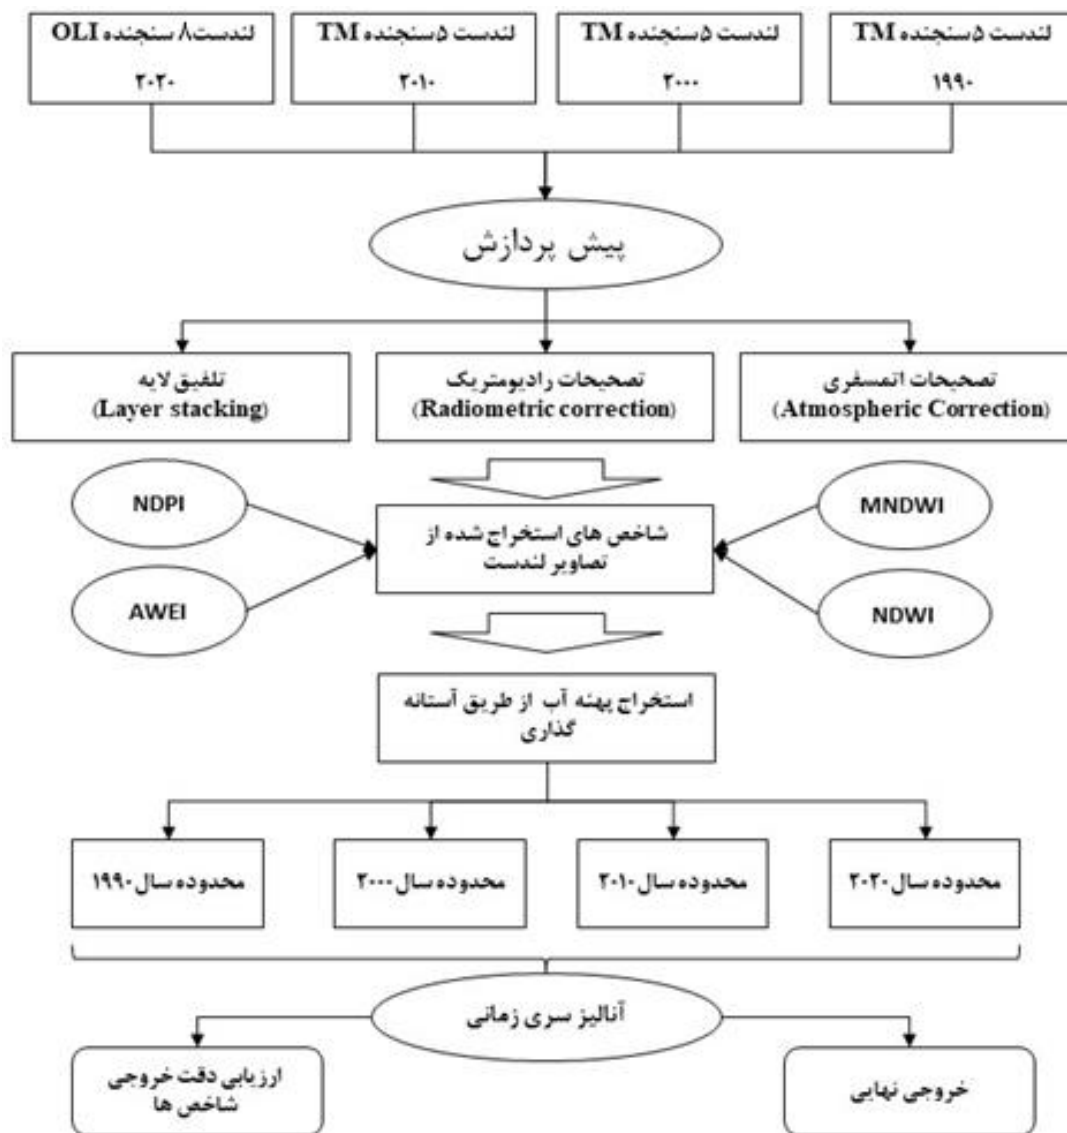 لندست ۵ سنجنده TM
۱۹۹۰
لندست ۵ سنجنده TM
۲۰۰۰
لندست ۵ سنجنده TM
۲۰۱۰
لندست ۸ سنجنده OLI
۲۰۲۰
پیش پردازش
تصحیحات اتمسفری
(Atmospheric Correction)
تصحیحات رادیومتریک
(Radiometric correction)
تلفیق لایه
(Layer stacking)
MNDWI
NDPI
شاخص های استخراج شده از
تصاویر لندست
NDWI
AWEI
استخراج پهنه آب از طریق آستانه
گذاری
محدوده سال ۲۰۲۰
محدوده سال ۲۰۱۰
محدوده سال ۲۰۰۰
محدوده سال ۱۹۹۰
آنالیز سری زمانی
خروجی نهایی
ارزیابی دقت خروجی
شاخص ها